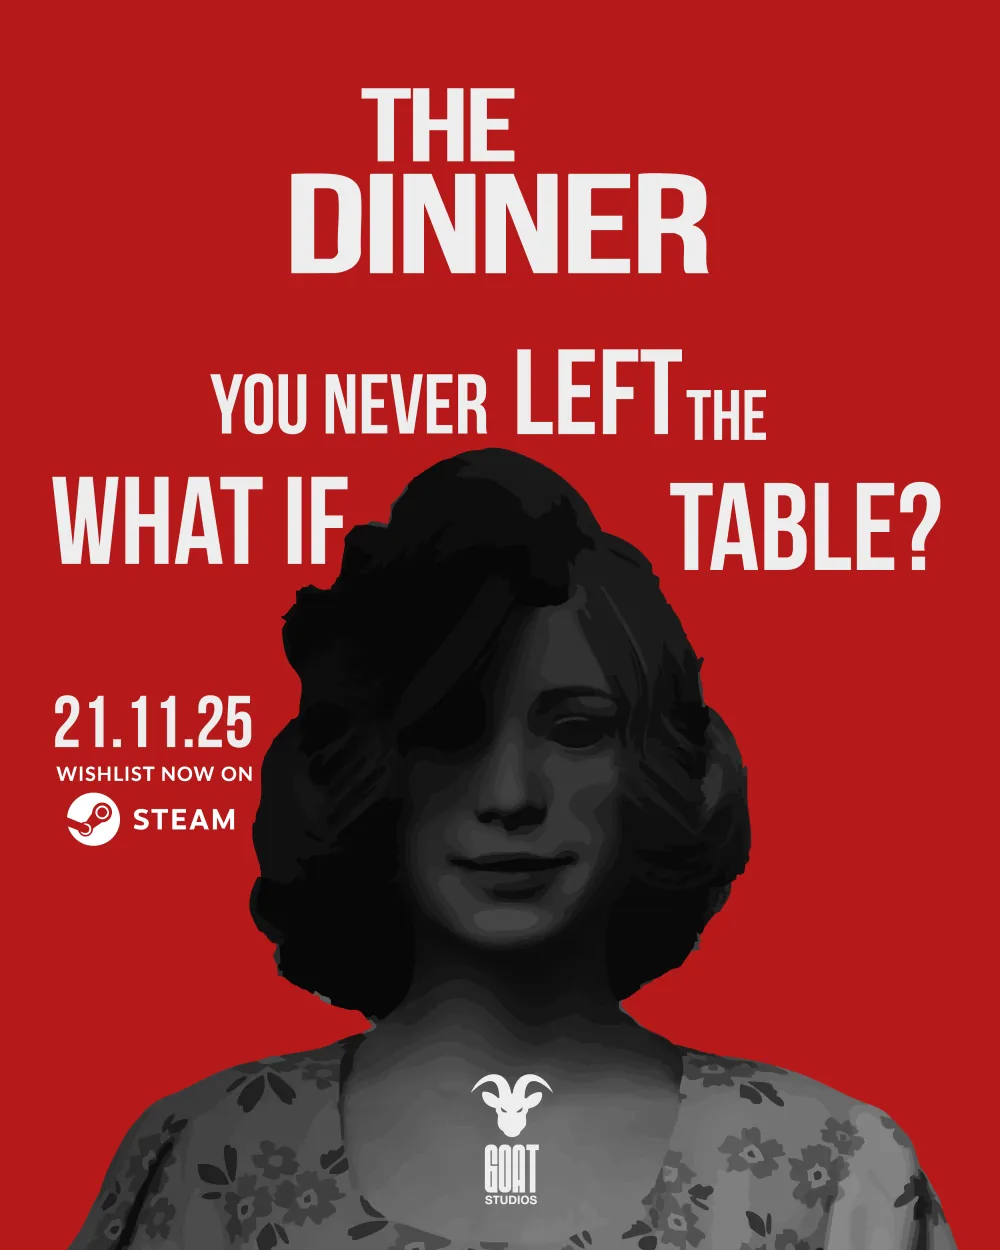 THE
DINNER
YOU NEVER LEFT THE
WHAT IF TABLE?
21.11.25
WISHLIST NOW ON
STEAM
GOAT
STUDIOS